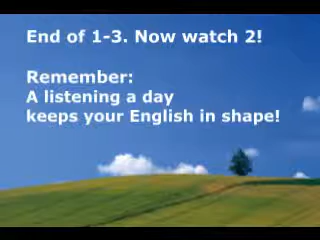 End of 1-3. Now watch 2!
Remember:
A listening a day
keeps your English in shape!